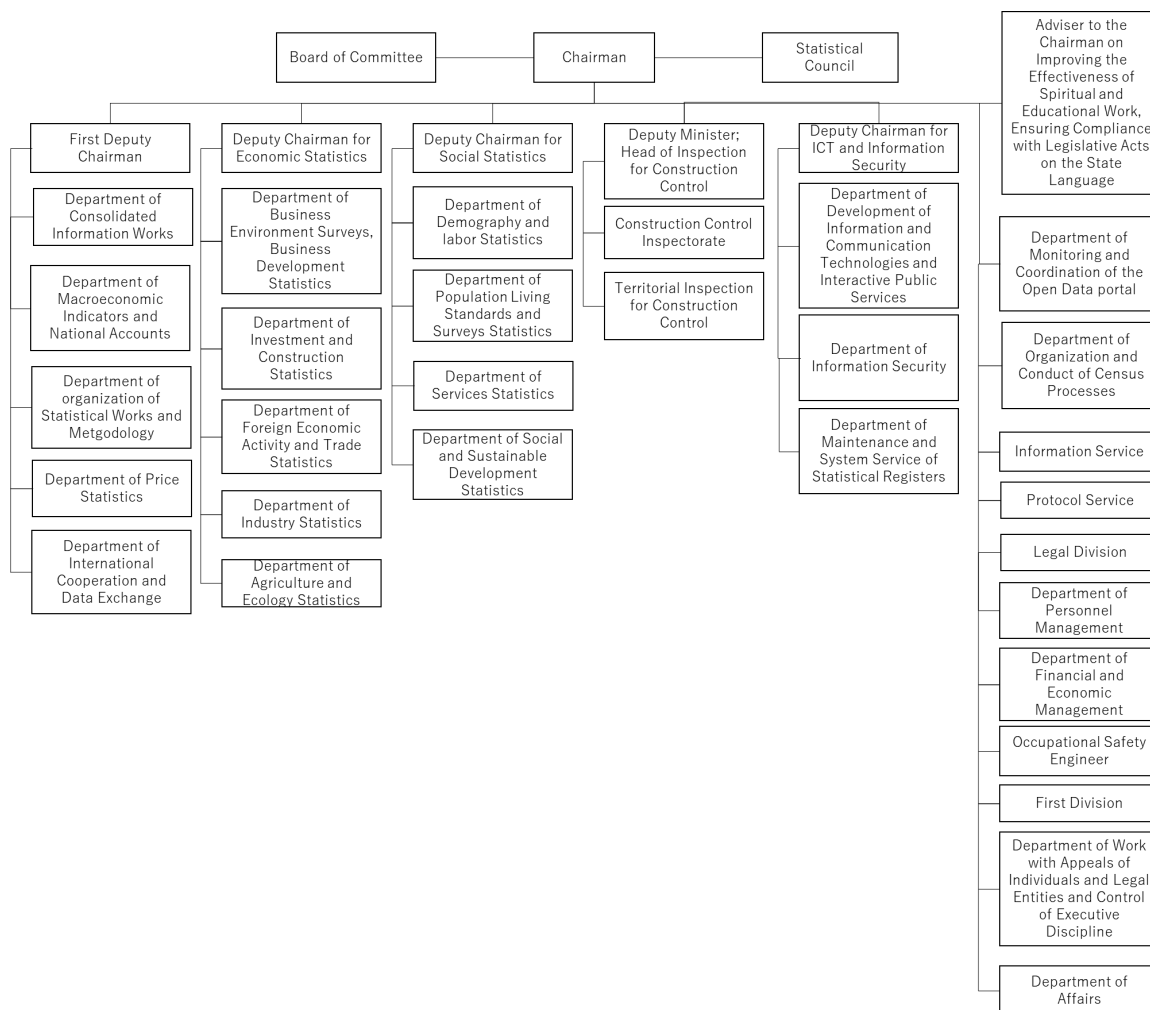 Board of Committee
Chairman
Statistical
Council
Adviser to the
Chairman on
Improving the
Effectiveness of
Spiritual and
Educational Work,
Ensuring Compliance
with Legislative Acts
on the State
Language
First Deputy
Chairman
Department of
Consolidated
Information Works
Department of
Macroeconomic
Indicators and
National Accounts
Department of
organization of
Statistical Works and
Metgodology
Department of Price
Statistics
Department of
International
Cooperation and
Data Exchange
Deputy Chairman for
Economic Statistics
Department of
Business
Environment Surveys,
Business
Development
Statistics
Department of
Investment and
Construction
Statistics
Department of
Foreign Economic
Activity and Trade
Statistics
Department of
Industry Statistics
Department of
Agriculture and
Ecology Statistics
Deputy Chairman for
Social Statistics
Department of
Demography and
labor Statistics
Department of
Population Living
Standards and
Surveys Statistics
Department of
Services Statistics
Department of Social
and Sustainable
Development
Statistics
Deputy Minister;
Head of Inspection
for Construction
Control
Construction Control
Inspectorate
Territorial Inspection
for Construction
Control
Deputy Chairman for
ICT and Information
Security
Department of
Development of
Information and
Communication
Technologies and
Interactive Public
Services
Department of
Information Security
Department of
Maintenance and
System Service of
Statistical Registers
Department of
Monitoring and
Coordination of the
Open Data portal
Department of
Organization and
Conduct of Census
Processes
Information Service
Protocol Service
Legal Division
Department of
Personnel
Management
Department of
Financial and
Economic
Management
Occupational Safety
Engineer
First Division
Department of Work
with Appeals of
Individuals and Legal
Entities and Control
of Executive
Discipline
Department of
Affairs